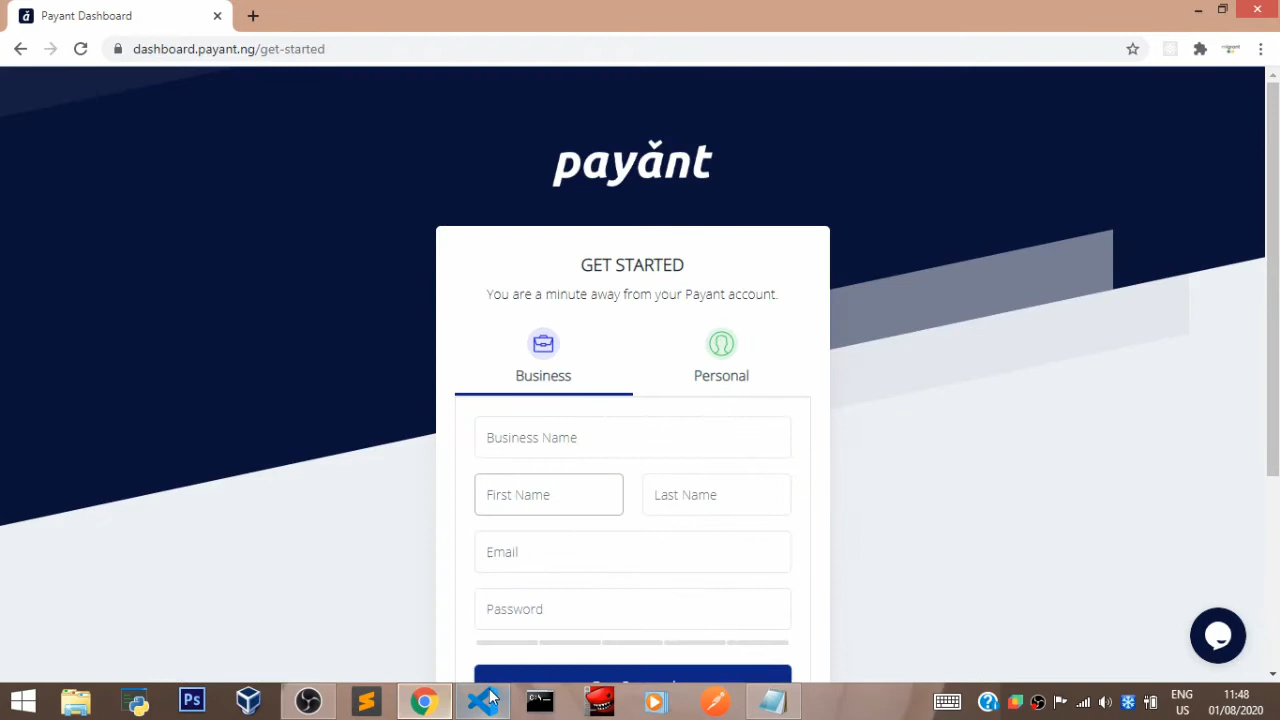 Payant Dashboard
dashboard.payant.ng/get-started
payǎnt
GET STARTED
You are a minute away from your Payant account.
Business
Personal
Business Name
First Name
Last Name
Email
Password
ENG
11:48
US
01/08/2020